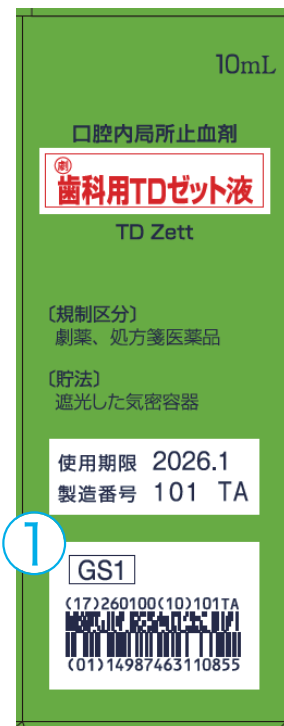 10mL
口腔内局所止血剤
劇
歯科用TDゼット液
TD Zett
〔規制区分〕
劇薬、処方箋医薬品
〔貯法〕
遮光した気密容器
使用期限 2026.1
製造番号 101 TA
1
GS1
(17)260100(10)101TA
(01)14987463110855